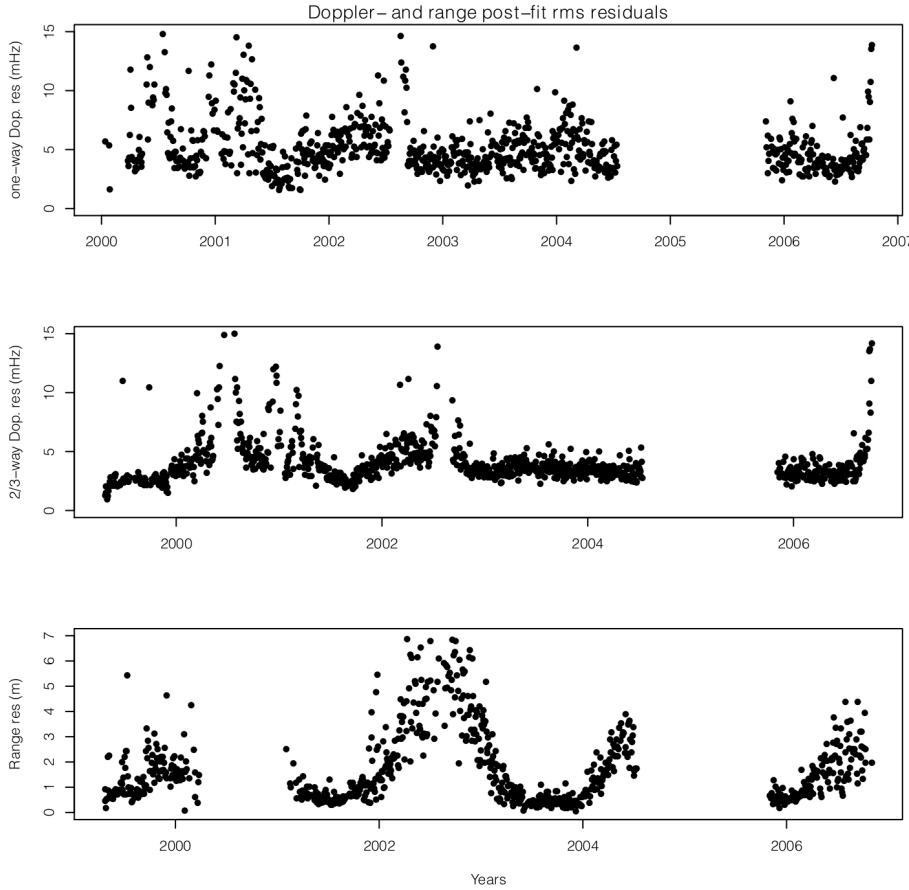 Doppler– and range post–fit rms residuals
one–way Dop. res (mHz)
15
10
5
0
2000 2001 2002 2003 2004 2005 2006 2007
2/3–way Dop. res (mHz)
15
10
5
0
2000 2002 2004 2006
Range res (m)
7
6
5
4
3
2
1
0
2000 2002 2004 2006
Years